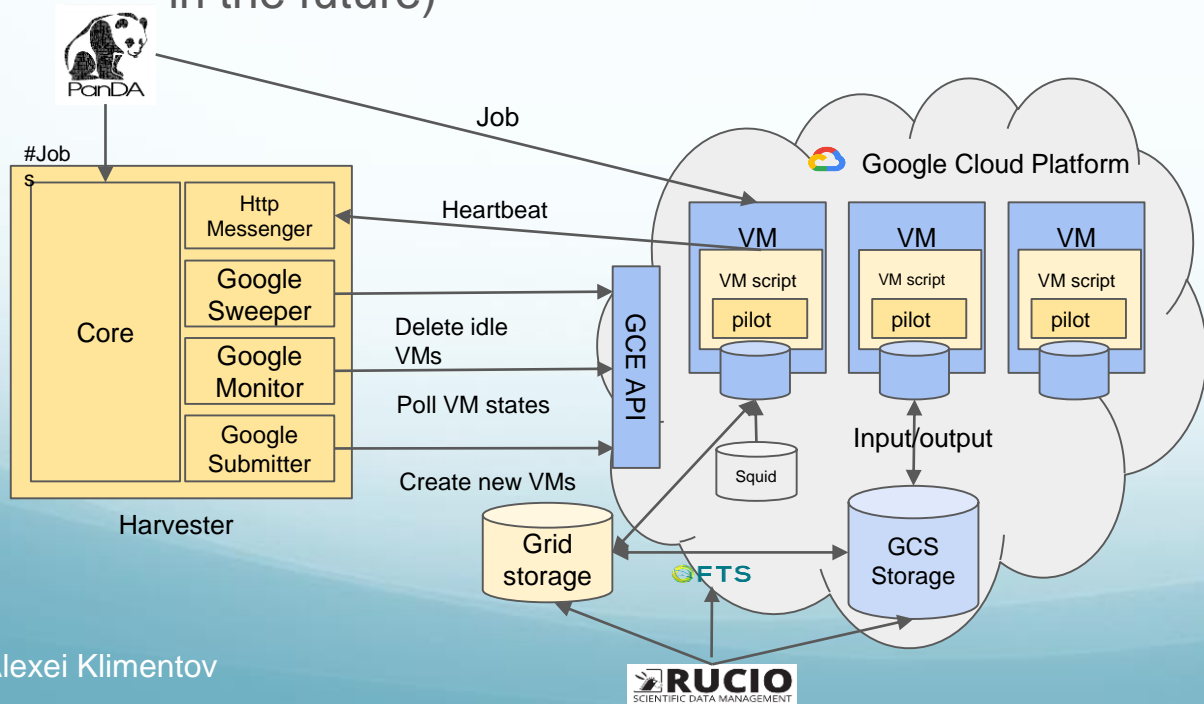 in the future)
PanDA
Job
#Job
s
Google Cloud Platform
Http
Messenger
Heartbeat
VM
VM
VM
VM script
VM script
VM script
pilot
pilot
pilot
Google
Sweeper
Core
GCE API
Delete idle
VMs
Google
Monitor
Poll VM states
Google
Submitter
Input/output
Squid
Create new VMs
Harvester
Grid
storage
GCS
Storage
FTS
lexei Klimentov
RUCIO
SCIENTIFIC DATA MANAGEMENT